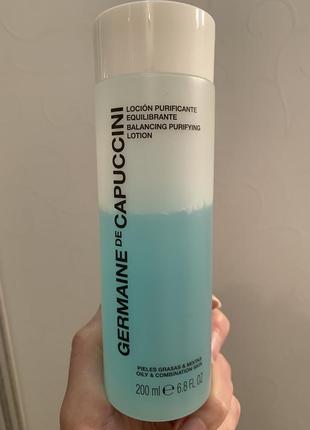 GERMAINE DE CAPUCCINI
LOCIÓN PURIFICANTE
EQUILIBRANTE
BALANCING PURIFYING
LOTION
PIELES GRASAS & MIXTAS
OILY & COMBINATION SKIN
200 ml ℮ 6.8 FL OZ